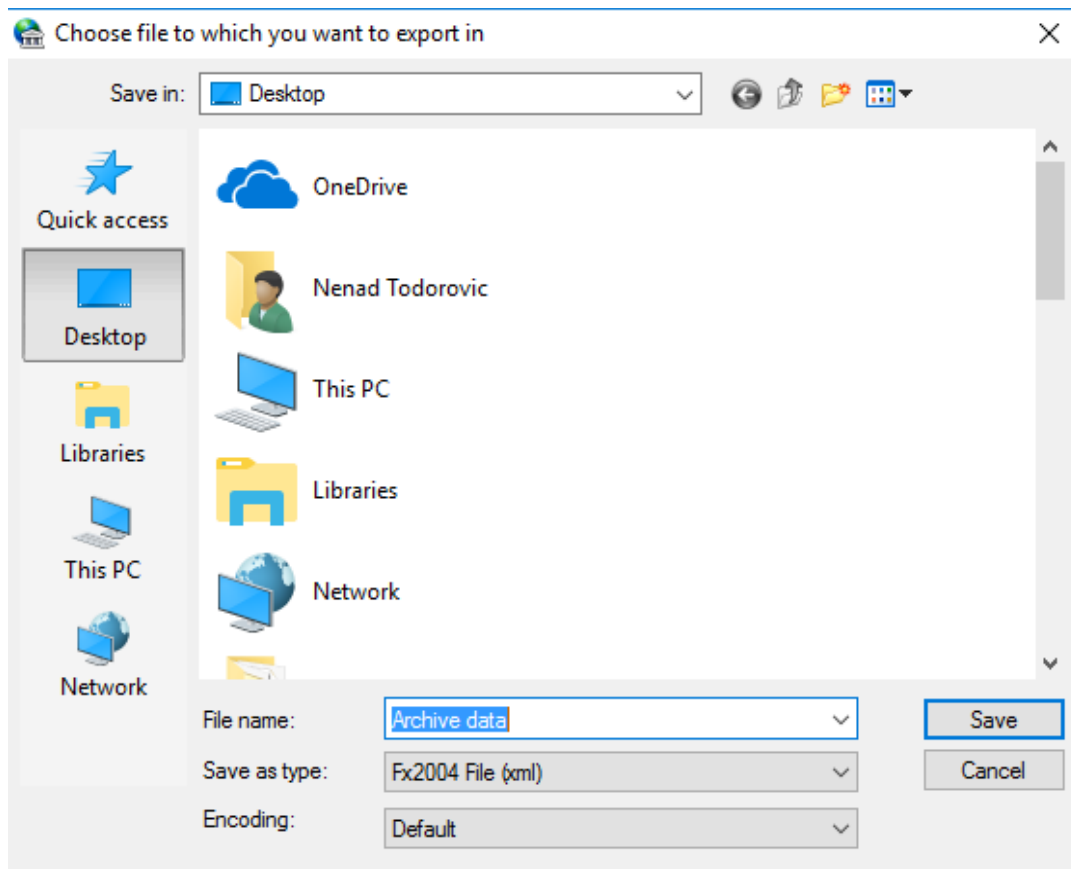 Choose file to which you want to export in
Save in:
Desktop
Quick access
Desktop
Libraries
This PC
Network
OneDrive
Nenad Todorovic
This PC
Libraries
Network
File name:
Archive data
Save
Save as type:
Fx2004 File (xml)
Cancel
Encoding:
Default